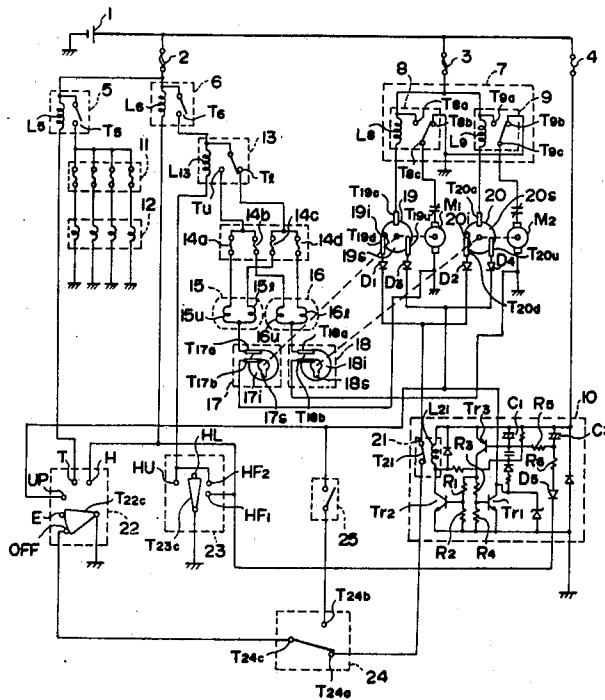 1
2
3
4
5
6
7
8
9
L5
T5
L6
T6
13
L13
Tℓ
Tu
L8
T8a
T8b
T8c
T9a
L9
T9b
T9c
11
12
14a
14b
14c
14d
T19c
19
19i
T19d
19s
T19u
M1
T20c
20
20s
20i
M2
T20u
T20d
D1
D3
D2
D4
15
15u
15ℓ
16
16u
16ℓ
T17a
T17b
17
17i
17s
T18a
18
18i
18s
T18b
10
21
L21
T21
Tr3
C1
R5
C2
R3
R6
D5
R1
Tr2
Tr1
R2
R4
T
H
UP
E
OFF
T22c
22
HL
HU
HF2
HF1
T23c
23
25
T24b
T24c
T24a
24